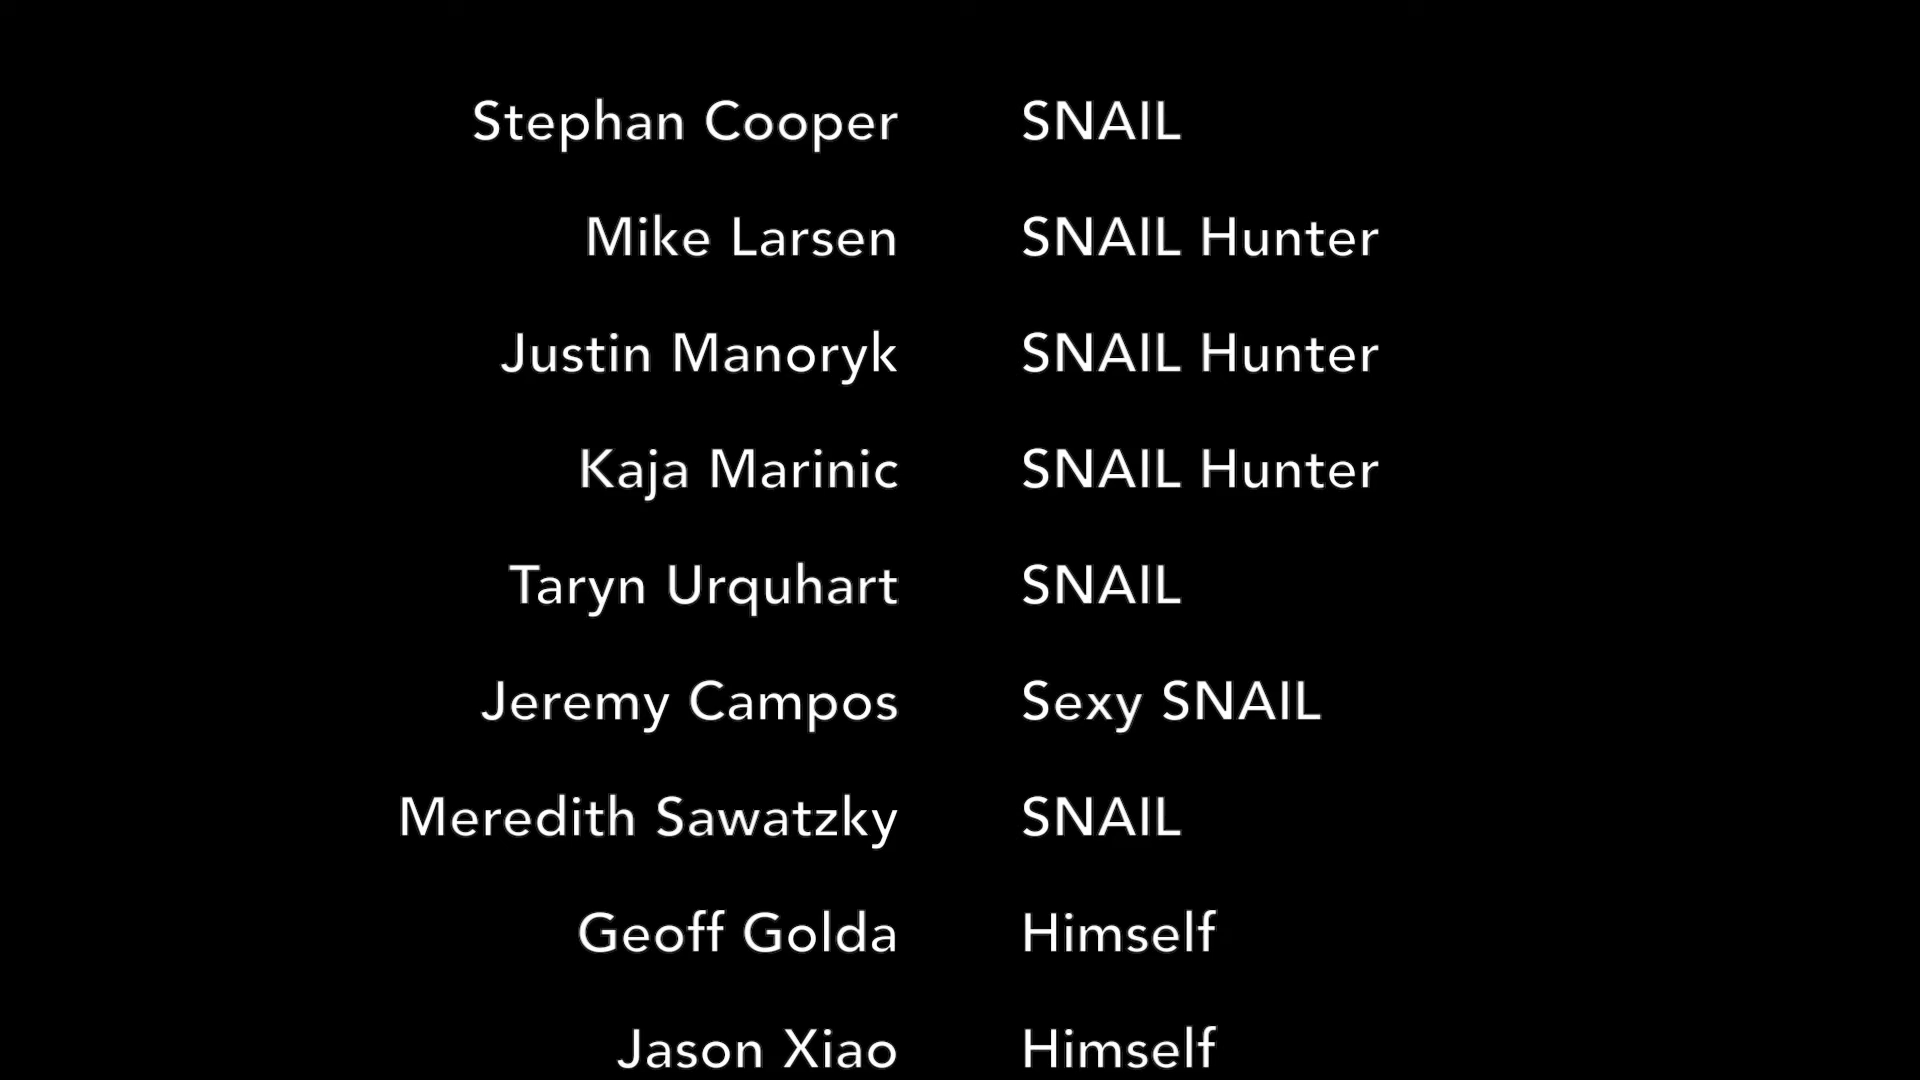 Stephan Cooper SNAIL
Mike Larsen SNAIL Hunter
Justin Manoryk SNAIL Hunter
Kaja Marinic SNAIL Hunter
Taryn Urquhart SNAIL
Jeremy Campos Sexy SNAIL
Meredith Sawatzky SNAIL
Geoff Golda Himself
Jason Xiao Himself